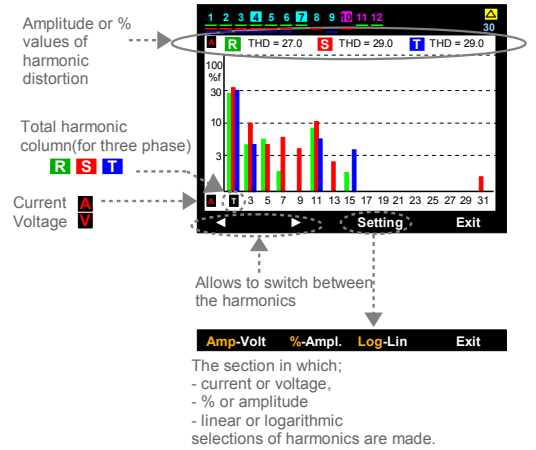 Amplitude or %
values of
harmonic
distortion
1 2 3 4 5 6 7 8 9 10 11 12
30
A R THD = 27.0 S THD = 29.0 T THD = 29.0
100
%f
30
10
3
Total harmonic
column(for three phase)
R S T
Current A
Voltage V
A T 3 5 7 9 11 13 15 17 19 21 23 25 27 29 31
◄ ► Setting Exit
Allows to switch between
the harmonics
Amp-Volt %-Ampl. Log-Lin Exit
The section in which;
- current or voltage,
- % or amplitude
- linear or logarithmic
selections of harmonics are made.